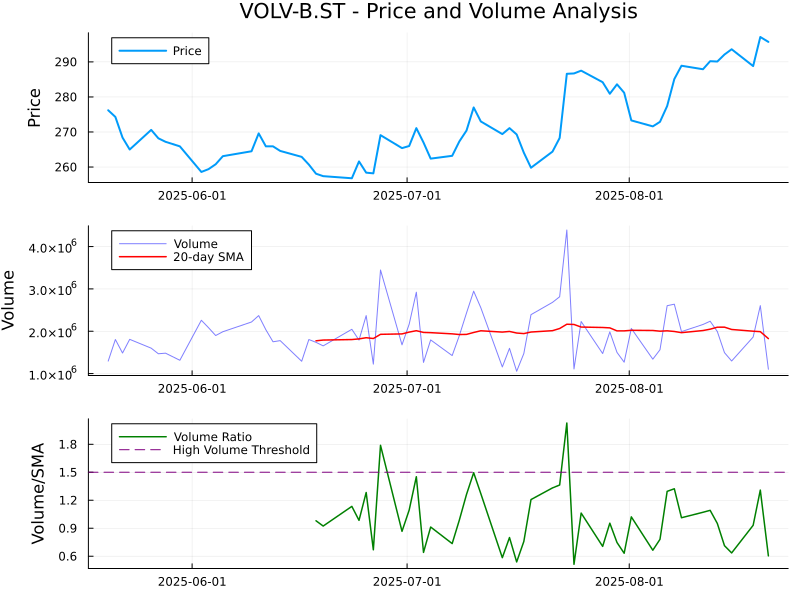 VOLV-B.ST - Price and Volume Analysis
Price
Price
290
280
270
260
2025-06-01
2025-07-01
2025-08-01
Volume
Volume
20-day SMA
4.0×10⁶
3.0×10⁶
2.0×10⁶
1.0×10⁶
2025-06-01
2025-07-01
2025-08-01
Volume/SMA
Volume Ratio
High Volume Threshold
1.8
1.5
1.2
0.9
0.6
2025-06-01
2025-07-01
2025-08-01